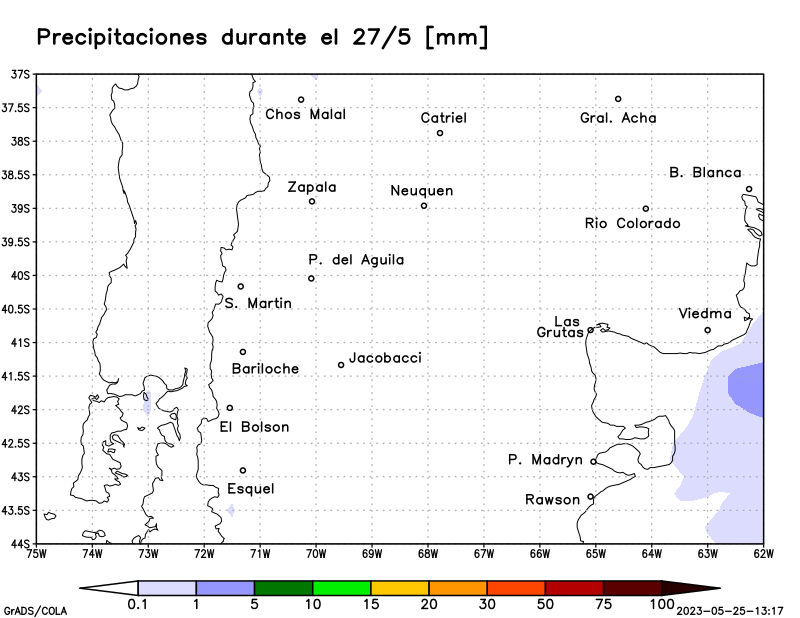 Precipitaciones durante el 27/5 [mm]
37S
37.5S
38S
38.5S
39S
39.5S
40S
40.5S
41S
41.5S
42S
42.5S
43S
43.5S
44S
Chos Malal
Catriel
Gral. Acha
B. Blanca
Zapala
Neuquen
Rio Colorado
P. del Aguila
S. Martin
Viedma
Las
Grutas
Bariloche
Jacobacci
El Bolson
P. Madryn
Esquel
Rawson
75W 74W 73W 72W 71W 70W 69W 68W 67W 66W 65W 64W 63W 62W
0.1 1 5 10 15 20 30 50 75 100
GrADS/COLA
2023-05-25-13:17